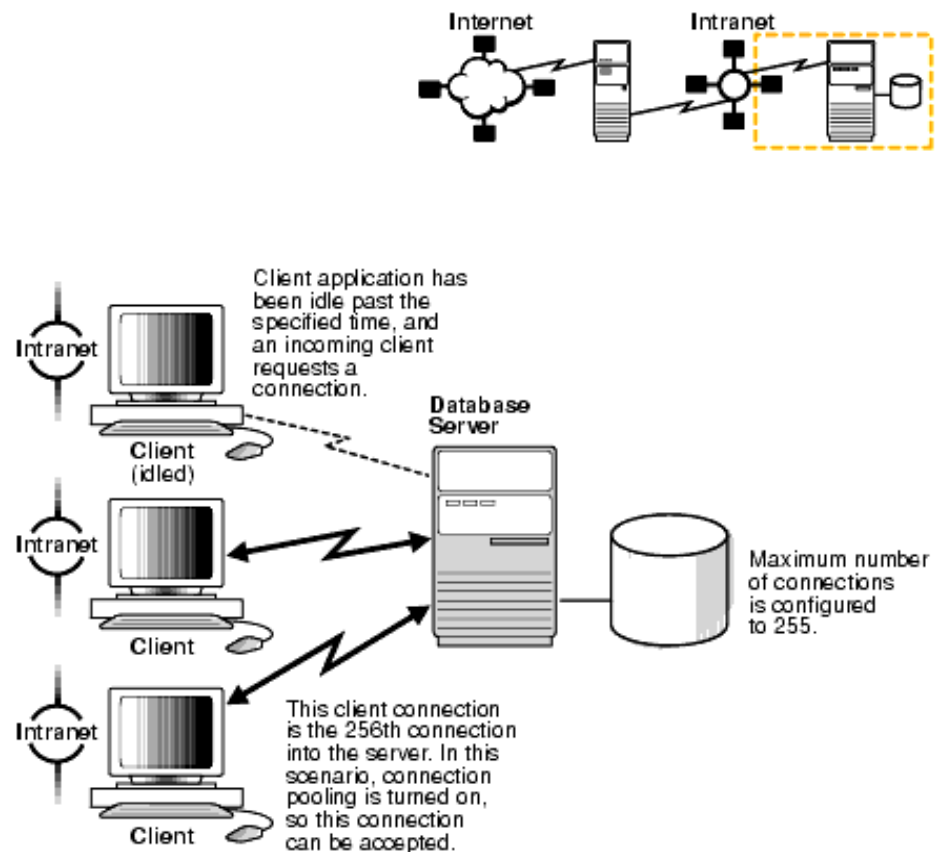 Internet
Intranet
Client application has
been idle past the
specified time, and
an incoming client
requests a
connection.
Intranet
Client
(idled)
Database
Server
Intranet
Client
Maximum number
of connections
is configured
to 255.
Intranet
Client
This client connection
is the 256th connection
into the server. In this
scenario, connection
pooling is turned on,
so this connection
can be accepted.